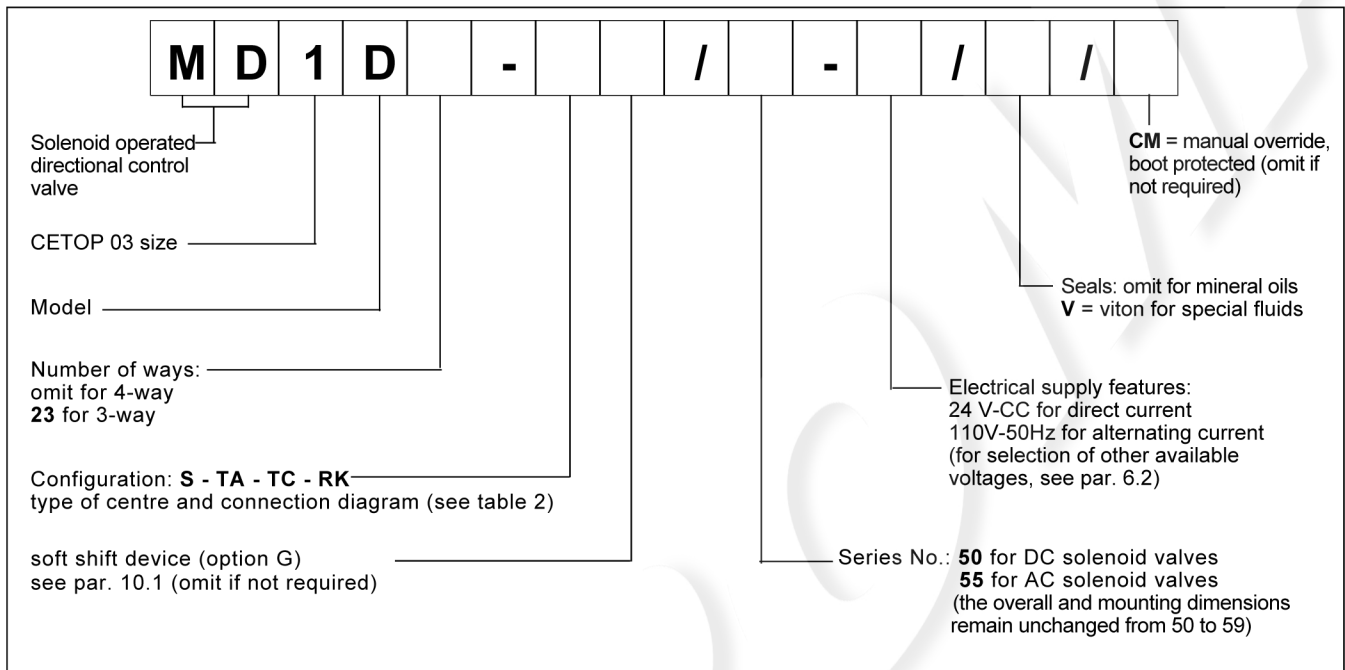 M D 1 D - / - / /
Solenoid operated
directional control
valve
CETOP 03 size
Model
Number of ways:
omit for 4-way
23 for 3-way
Configuration: S - TA - TC - RK
type of centre and connection diagram (see table 2)
soft shift device (option G)
see par. 10.1 (omit if not required)
CM = manual override,
boot protected (omit if
not required)
Seals: omit for mineral oils
V = viton for special fluids
Electrical supply features:
24 V-CC for direct current
110V-50Hz for alternating current
(for selection of other available
voltages, see par. 6.2)
Series No.: 50 for DC solenoid valves
55 for AC solenoid valves
(the overall and mounting dimensions
remain unchanged from 50 to 59)